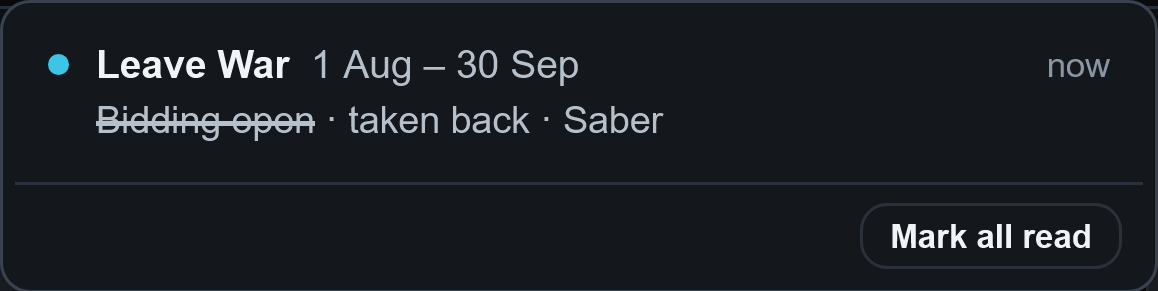 Leave War 1 Aug – 30 Sep now
Bidding open · taken back · Saber
Mark all read